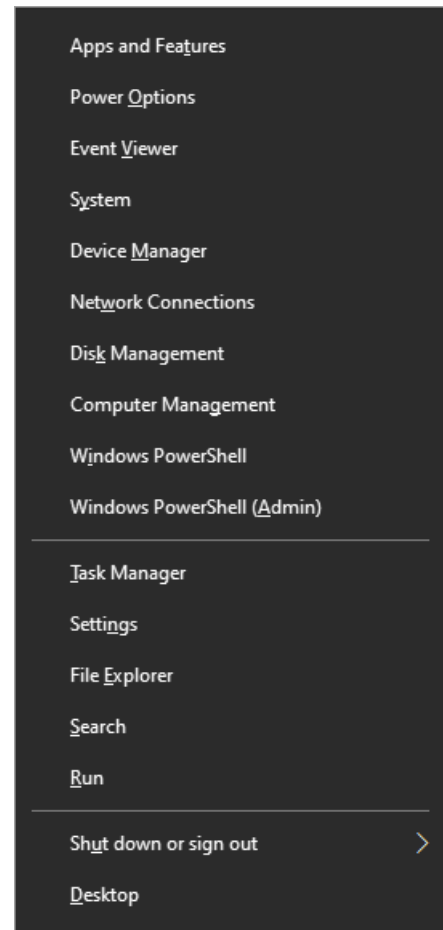 Apps and Features
Power Options
Event Viewer
System
Device Manager
Network Connections
Disk Management
Computer Management
Windows PowerShell
Windows PowerShell (Admin)
Task Manager
Settings
File Explorer
Search
Run
Shut down or sign out
Desktop